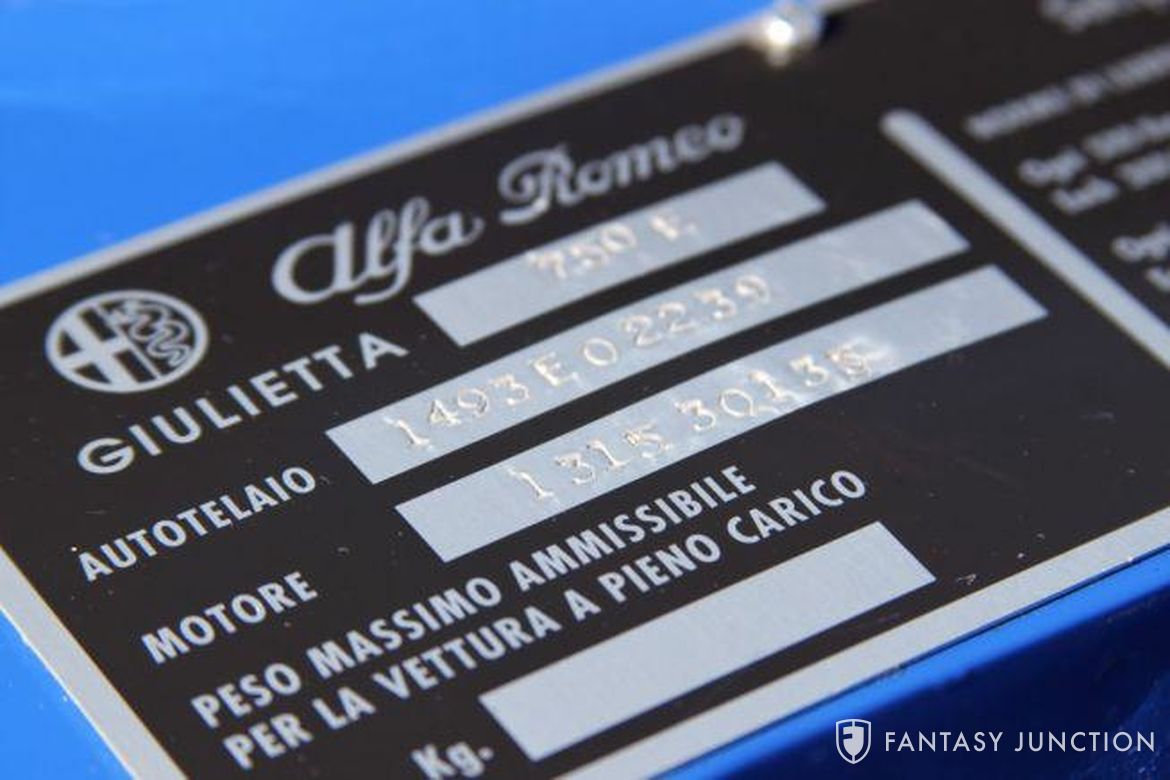 Alfa Romeo
GIULIETTA 750 E
AUTOTELAIO 1493E02239
MOTORE 1315 30135
PESO MASSIMO AMMISSIBILE
PER LA VETTURA A PIENO CARICO
Kg.
FANTASY JUNCTION